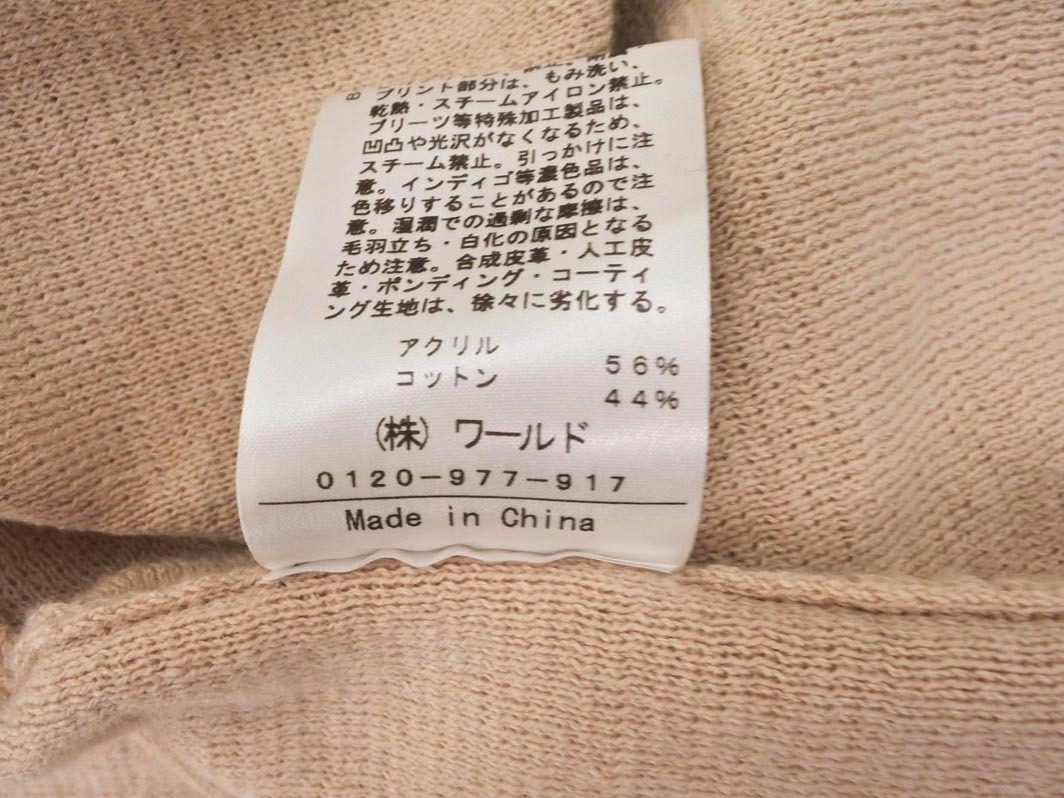 プリント部分は、もみ洗い、
乾熱・スチームアイロン禁止。
プリーツ等特殊加工製品は、
凹凸や光沢がなくなるため、
スチーム禁止。引っかけに注
意。インディゴ等濃色品は、
色移りすることがあるので注
意。湿潤での過剰な摩擦は、
毛羽立ち・白化の原因となる
ため注意。合成皮革・人工皮
革・ボンディング・コーティ
ング生地は、徐々に劣化する。
アクリル 56%
コットン 44%
(株) ワールド
0120-977-917
Made in China